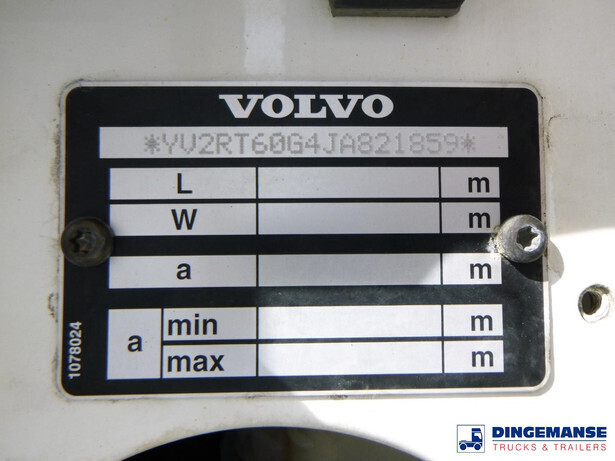 VOLVO
*YV2RT60G4JA821859*
L m
W m
a m
a min m
max m
1078024
DINGEMANSE
TRUCKS & TRAILERS